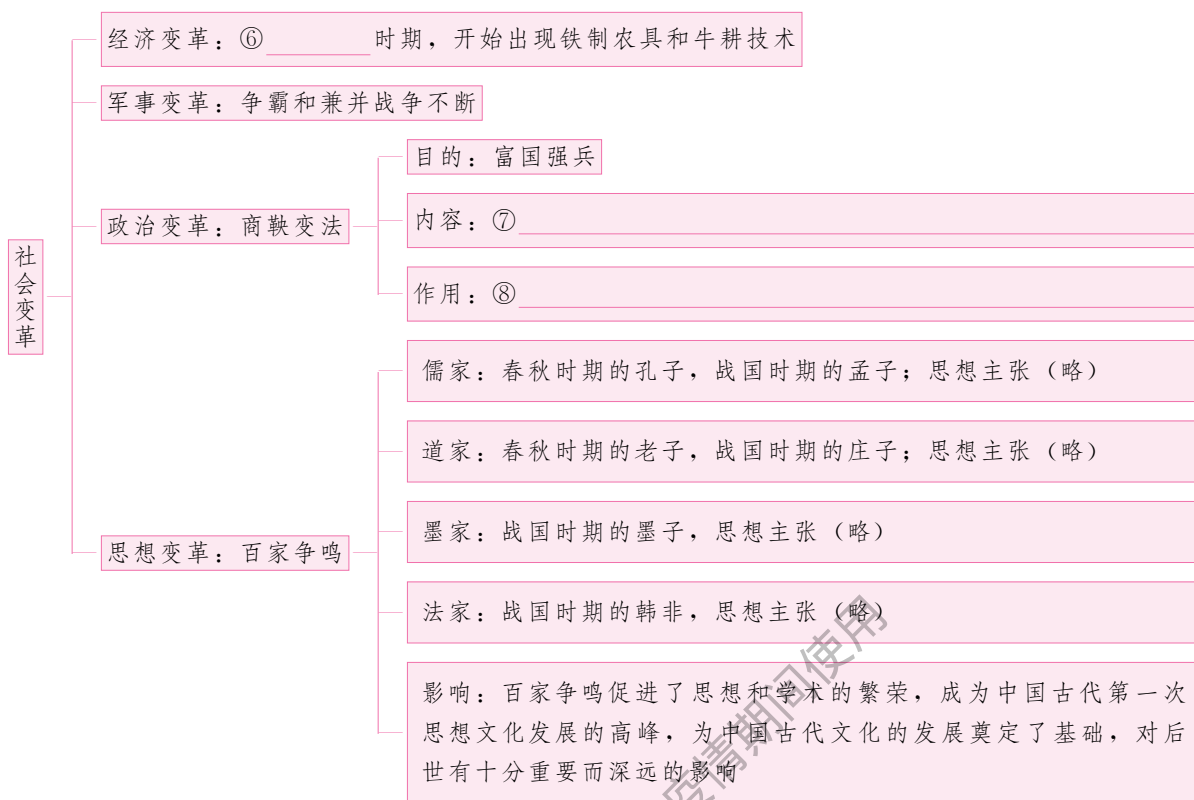 社会变革
经济变革：⑥________时期，开始出现铁制农具和牛耕技术
军事变革：争霸和兼并战争不断
政治变革：商鞅变法
目的：富国强兵
内容：⑦
作用：⑧
思想变革：百家争鸣
儒家：春秋时期的孔子，战国时期的孟子；思想主张（略）
道家：春秋时期的老子，战国时期的庄子；思想主张（略）
墨家：战国时期的墨子，思想主张（略）
法家：战国时期的韩非，思想主张（略）
影响：百家争鸣促进了思想和学术的繁荣，成为中国古代第一次
思想文化发展的高峰，为中国古代文化的发展奠定了基础，对后
世有十分重要而深远的影响
疫情期间使用